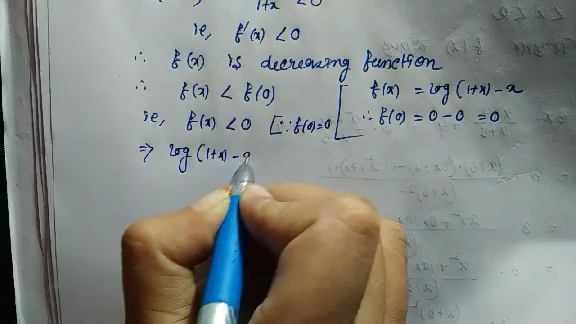 1+x < 0
ie, f'(x) < 0
∴ f(x) is decreasing function
∴ f(x) < f(0) [ f(x) = log(1+x) - x
ie, f(x) < 0 [∵ f(0)=0 ∴ f(0) = 0 - 0 = 0
⇒ log(1+x) -